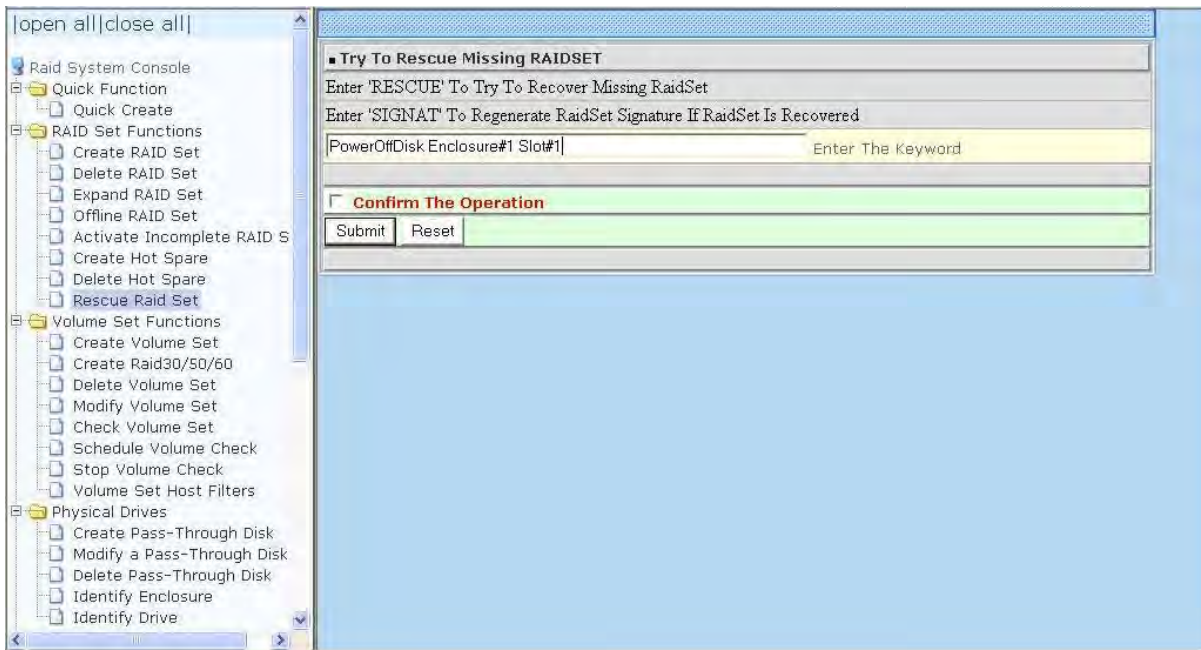 |open all|close all|
Raid System Console
Quick Function
Quick Create
RAID Set Functions
Create RAID Set
Delete RAID Set
Expand RAID Set
Offline RAID Set
Activate Incomplete RAID S
Create Hot Spare
Delete Hot Spare
Rescue Raid Set
Volume Set Functions
Create Volume Set
Create Raid30/50/60
Delete Volume Set
Modify Volume Set
Check Volume Set
Schedule Volume Check
Stop Volume Check
Volume Set Host Filters
Physical Drives
Create Pass-Through Disk
Modify a Pass-Through Disk
Delete Pass-Through Disk
Identify Enclosure
Identify Drive
Try To Rescue Missing RAIDSET
Enter 'RESCUE' To Try To Recover Missing RaidSet
Enter 'SIGNAT' To Regenerate RaidSet Signature If RaidSet Is Recovered
PowerOffDisk Enclosure#1 Slot#1 Enter The Keyword
Confirm The Operation
Submit Reset